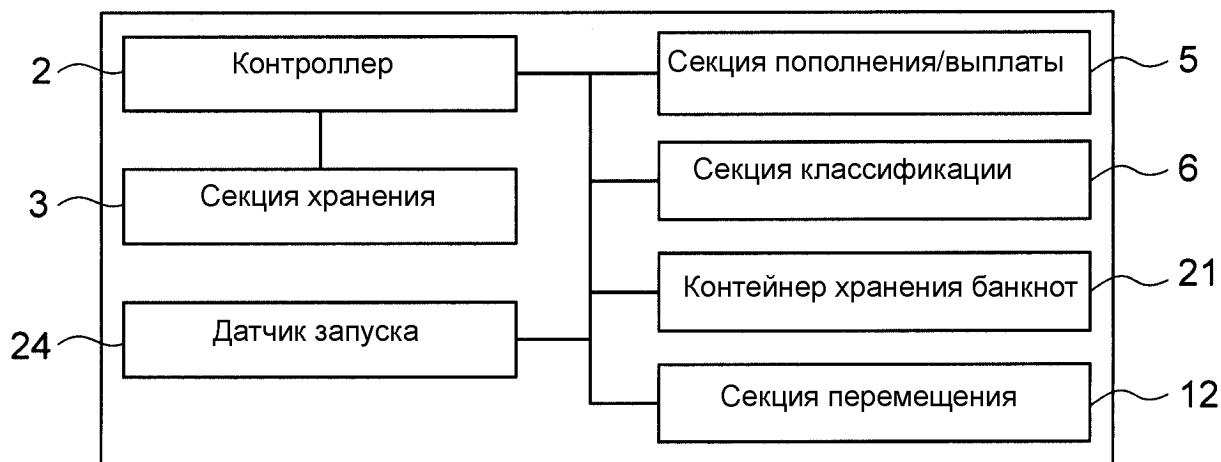 2
Контроллер
Секция пополнения/выплаты
5
3
Секция хранения
Секция классификации
6
24
Датчик запуска
Контейнер хранения банкнот
21
Секция перемещения
12